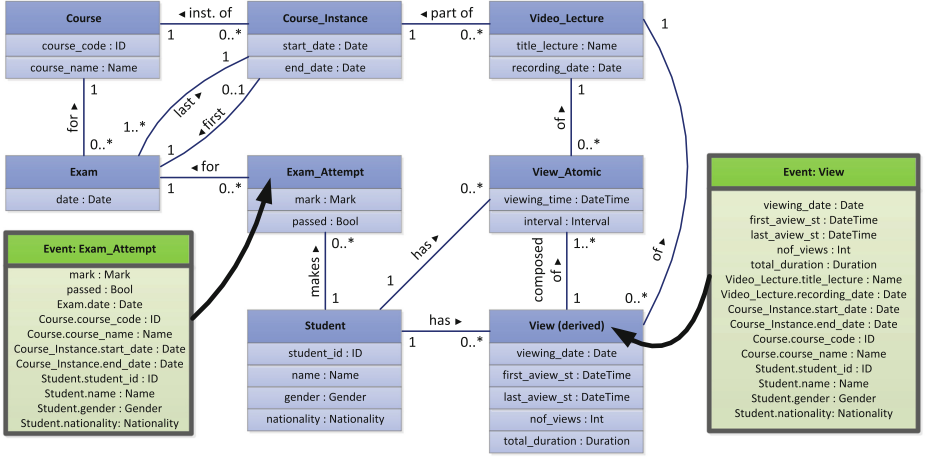 Course
course_code : ID
course_name : Name
◄ inst. of
1
0..*
Course_Instance
start_date : Date
end_date : Date
◄ part of
1
0..*
Video_Lecture
title_lecture : Name
recording_date : Date
1
1
for ►
0..*
1
last ►
1..*
0..1
◄ first
1
1
of ►
0..*
Exam
date : Date
◄ for
1
0..*
Exam_Attempt
mark : Mark
passed : Bool
0..*
makes ►
1
View_Atomic
viewing_time : DateTime
interval : Interval
0..*
has ►
1
1..*
composed
of ►
1
of ►
0..*
Student
student_id : ID
name : Name
gender : Gender
nationality : Nationality
has ►
1
0..*
View (derived)
viewing_date : Date
first_aview_st : DateTime
last_aview_st : DateTime
nof_views : Int
total_duration : Duration
Event: Exam_Attempt
mark : Mark
passed : Bool
Exam.date : Date
Course.course_code : ID
Course.course_name : Name
Course_Instance.start_date : Date
Course_Instance.end_date : Date
Student.student_id : ID
Student.name : Name
Student.gender : Gender
Student.nationality: Nationality
Event: View
viewing_date : Date
first_aview_st : DateTime
last_aview_st : DateTime
nof_views : Int
total_duration : Duration
Video_Lecture.title_lecture : Name
Video_Lecture.recording_date : Date
Course_Instance.start_date : Date
Course_Instance.end_date : Date
Course.course_code : ID
Course.course_name : Name
Student.student_id : ID
Student.name : Name
Student.gender : Gender
Student.nationality: Nationality